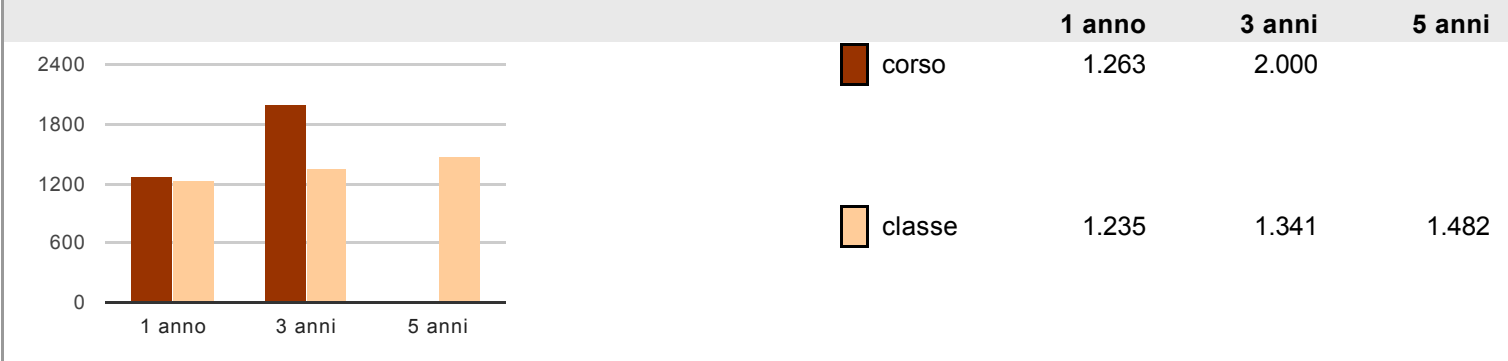 1 anno 3 anni 5 anni
2400
1800
1200
600
0
1 anno 3 anni 5 anni
corso 1.263 2.000
classe 1.235 1.341 1.482